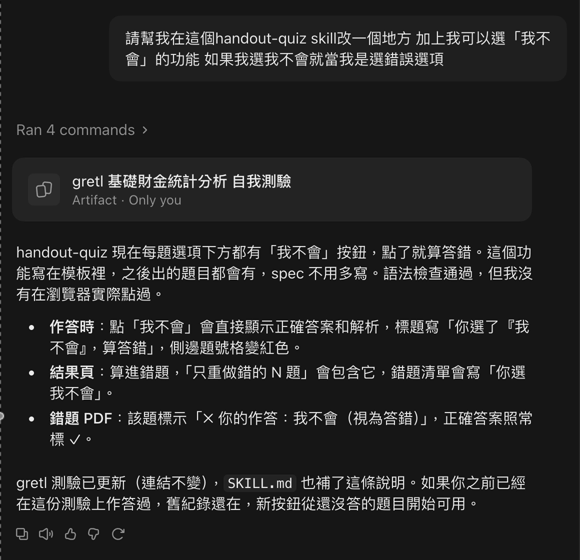 請幫我在這個handout-quiz skill改一個地方 加上我可以選「我不
會」的功能 如果我選我不會就當我是選錯誤選項
Ran 4 commands >
gretl 基礎財金統計分析 自我測驗
Artifact · Only you
handout-quiz 現在每題選項下方都有「我不會」按鈕，點了就算答錯。這個功
能寫在模板裡，之後出的題目都會有，spec 不用多寫。語法檢查通過，但我沒
有在瀏覽器實際點過。
• 作答時：點「我不會」會直接顯示正確答案和解析，標題寫「你選了『我
不會』，算答錯」，側邊題號格變紅色。
• 結果頁：算進錯題，「只重做錯的 N 題」會包含它，錯題清單會寫「你選
我不會」。
• 錯題 PDF：該題標示「✕ 你的作答：我不會（視為答錯）」，正確答案照常
標 ✓。
gretl 測驗已更新（連結不變），SKILL.md 也補了這條說明。如果你之前已經
在這份測驗上作答過，舊紀錄還在，新按鈕從還沒答的題目開始可用。